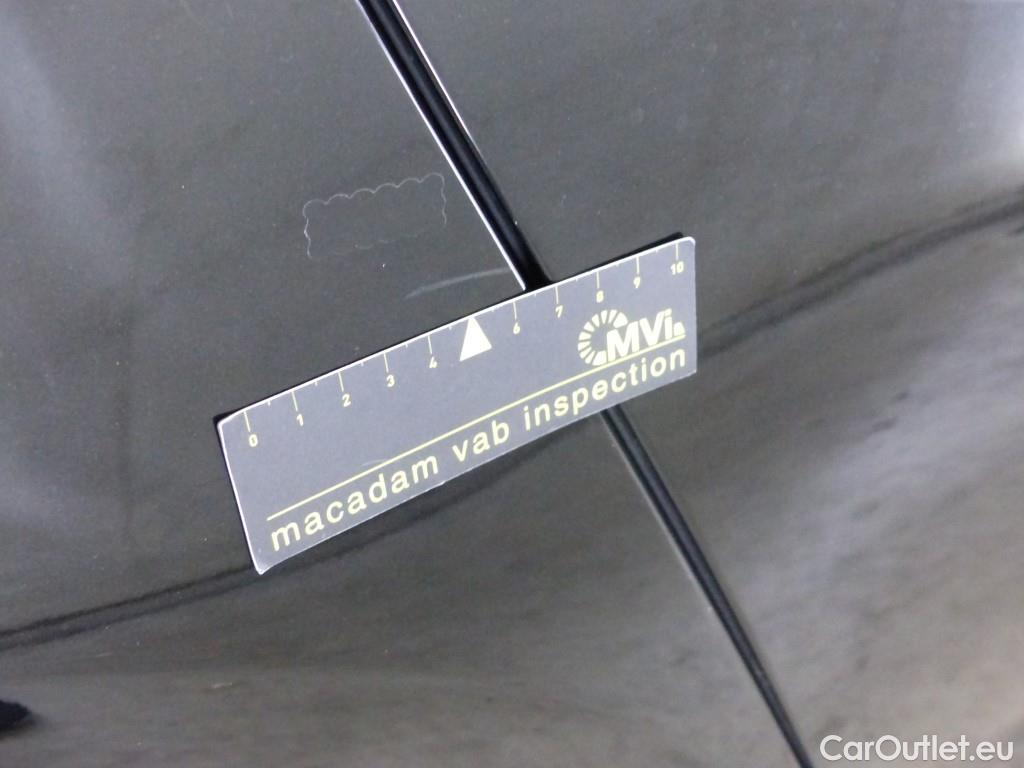 0 1 2 3 4 6 7 8 9 10
MVi
macadam vab inspection
CarOutlet.eu